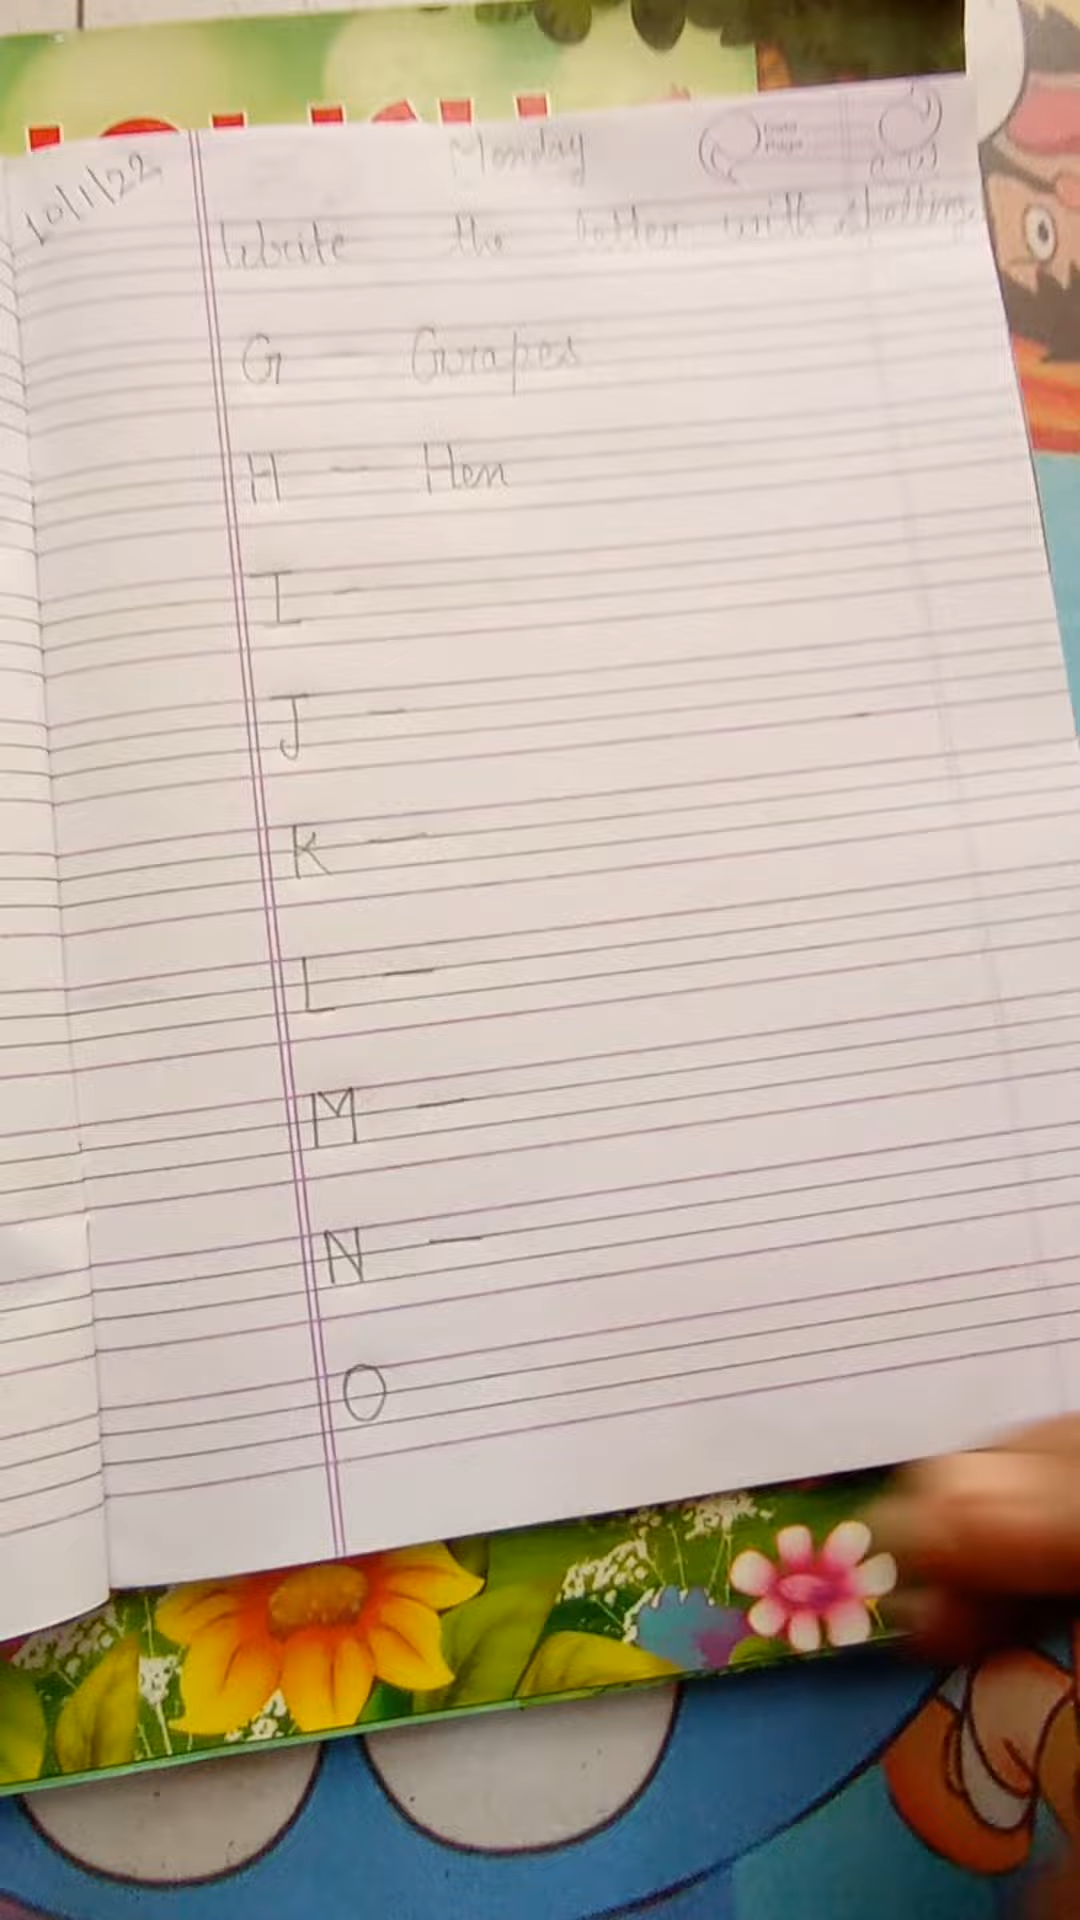 Monday
10/1/22
Write the letter with spelling.
G — Grapes
H — Hen
I —
J —
K —
L —
M —
N —
O